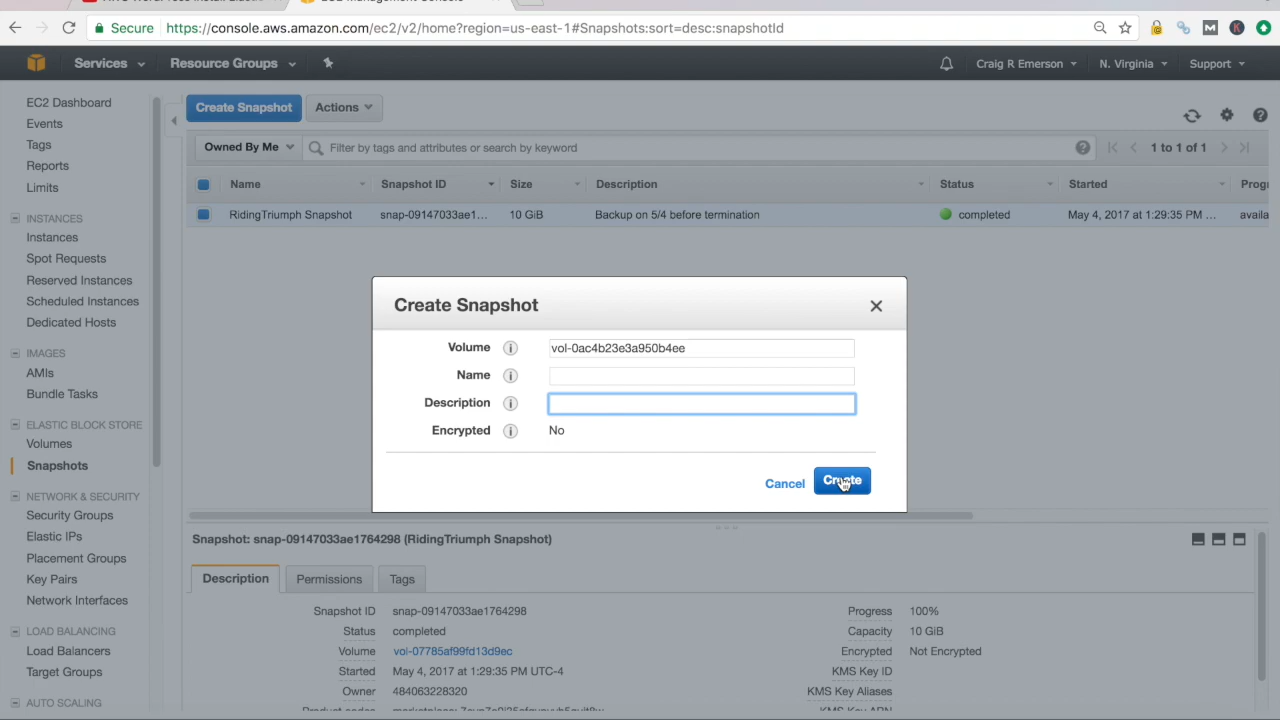 Secure https://console.aws.amazon.com/ec2/v2/home?region=us-east-1#Snapshots:sort=desc:snapshotId
Services Resource Groups Craig R Emerson N. Virginia Support
EC2 Dashboard
Events
Tags
Reports
Limits
INSTANCES
Instances
Spot Requests
Reserved Instances
Scheduled Instances
Dedicated Hosts
IMAGES
AMIs
Bundle Tasks
ELASTIC BLOCK STORE
Volumes
Snapshots
NETWORK & SECURITY
Security Groups
Elastic IPs
Placement Groups
Key Pairs
Network Interfaces
LOAD BALANCING
Load Balancers
Target Groups
AUTO SCALING
Create Snapshot Actions
Owned By Me Filter by tags and attributes or search by keyword 1 to 1 of 1
Name Snapshot ID Size Description Status Started Progr
RidingTriumph Snapshot snap-09147033ae1... 10 GiB Backup on 5/4 before termination completed May 4, 2017 at 1:29:35 PM ... availa
Create Snapshot
Volume vol-0ac4b23e3a950b4ee
Name
Description
Encrypted No
Cancel Create
Snapshot: snap-09147033ae1764298 (RidingTriumph Snapshot)
Description Permissions Tags
Snapshot ID snap-09147033ae1764298 Progress 100%
Status completed Capacity 10 GiB
Volume vol-07785af99fd13d9ec Encrypted Not Encrypted
Started May 4, 2017 at 1:29:35 PM UTC-4 KMS Key ID
Owner 484063228320 KMS Key Aliases
Product codes KMS Key ARN